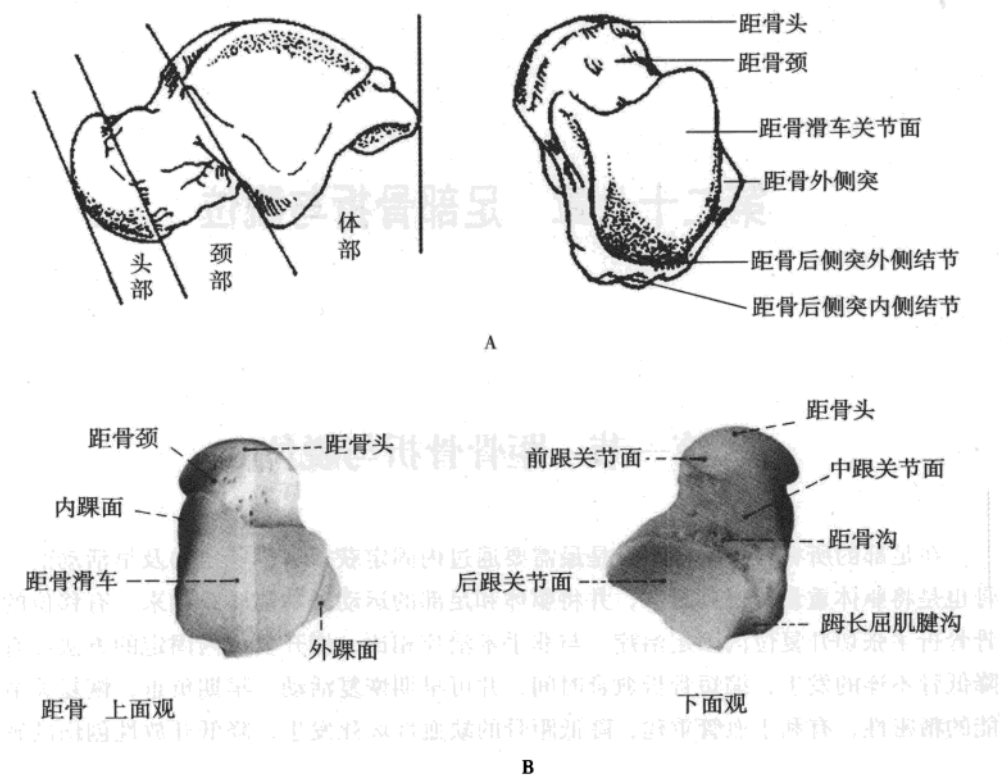 距骨头
距骨颈
距骨滑车关节面
距骨外侧突
距骨后侧突外侧结节
距骨后侧突内侧结节
头部
颈部
体部
A
距骨颈
距骨头
内踝面
距骨滑车
外踝面
距骨 上面观
距骨头
前跟关节面
中跟关节面
距骨沟
后跟关节面
𧿹长屈肌腱沟
下面观
B